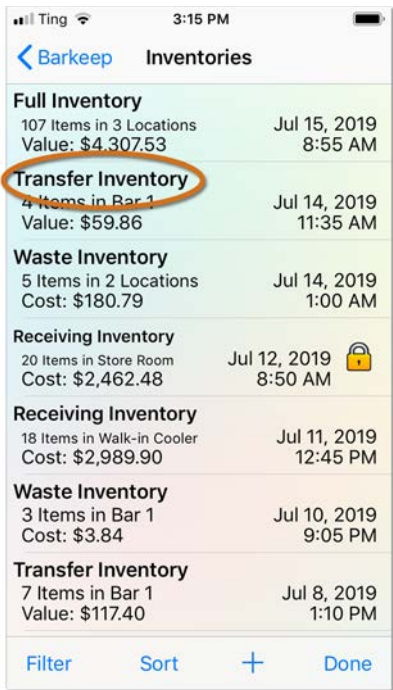 Ting 3:15 PM
Barkeep Inventories
Full Inventory
107 Items in 3 Locations Jul 15, 2019
Value: $4,307.53 8:55 AM
Transfer Inventory
4 Items in Bar 1 Jul 14, 2019
Value: $59.86 11:35 AM
Waste Inventory
5 Items in 2 Locations Jul 14, 2019
Cost: $180.79 1:00 AM
Receiving Inventory
20 Items in Store Room Jul 12, 2019
Cost: $2,462.48 8:50 AM
Receiving Inventory
18 Items in Walk-in Cooler Jul 11, 2019
Cost: $2,989.90 12:45 PM
Waste Inventory
3 Items in Bar 1 Jul 10, 2019
Cost: $3.84 9:05 PM
Transfer Inventory
7 Items in Bar 1 Jul 8, 2019
Value: $117.40 1:10 PM
Filter Sort + Done